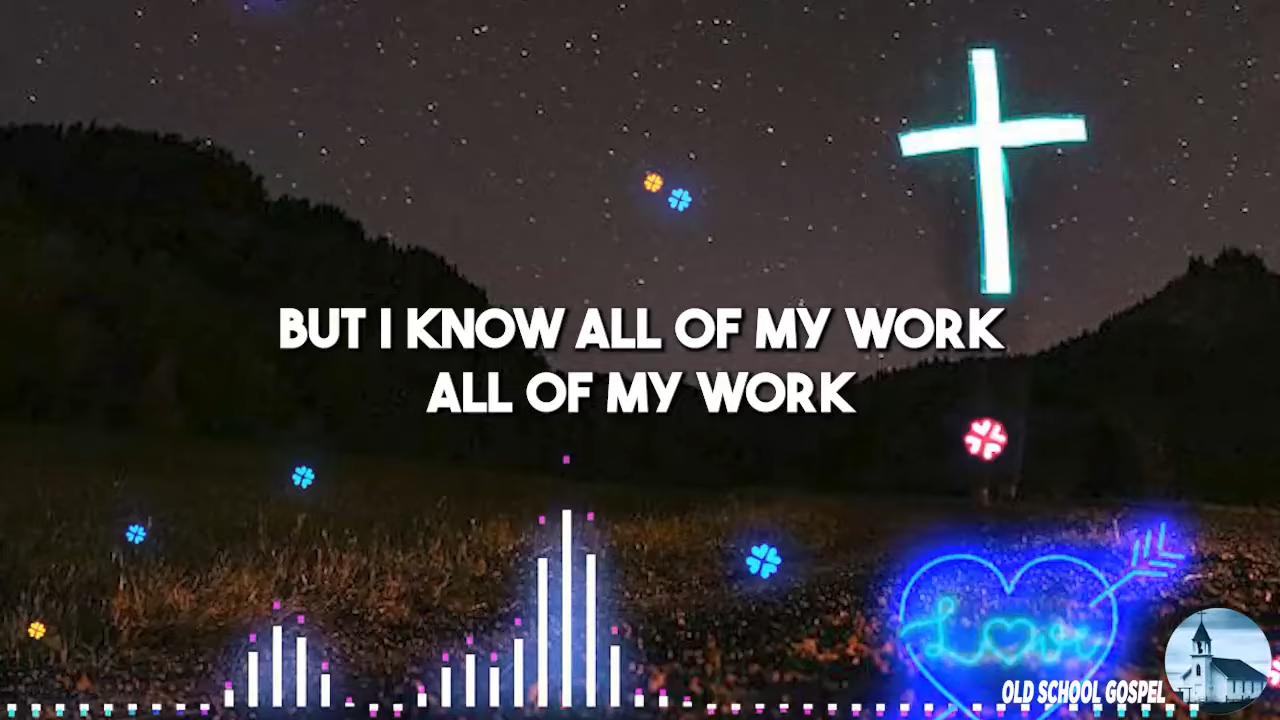 BUT I KNOW ALL OF MY WORK
ALL OF MY WORK
Love
OLD SCHOOL GOSPEL